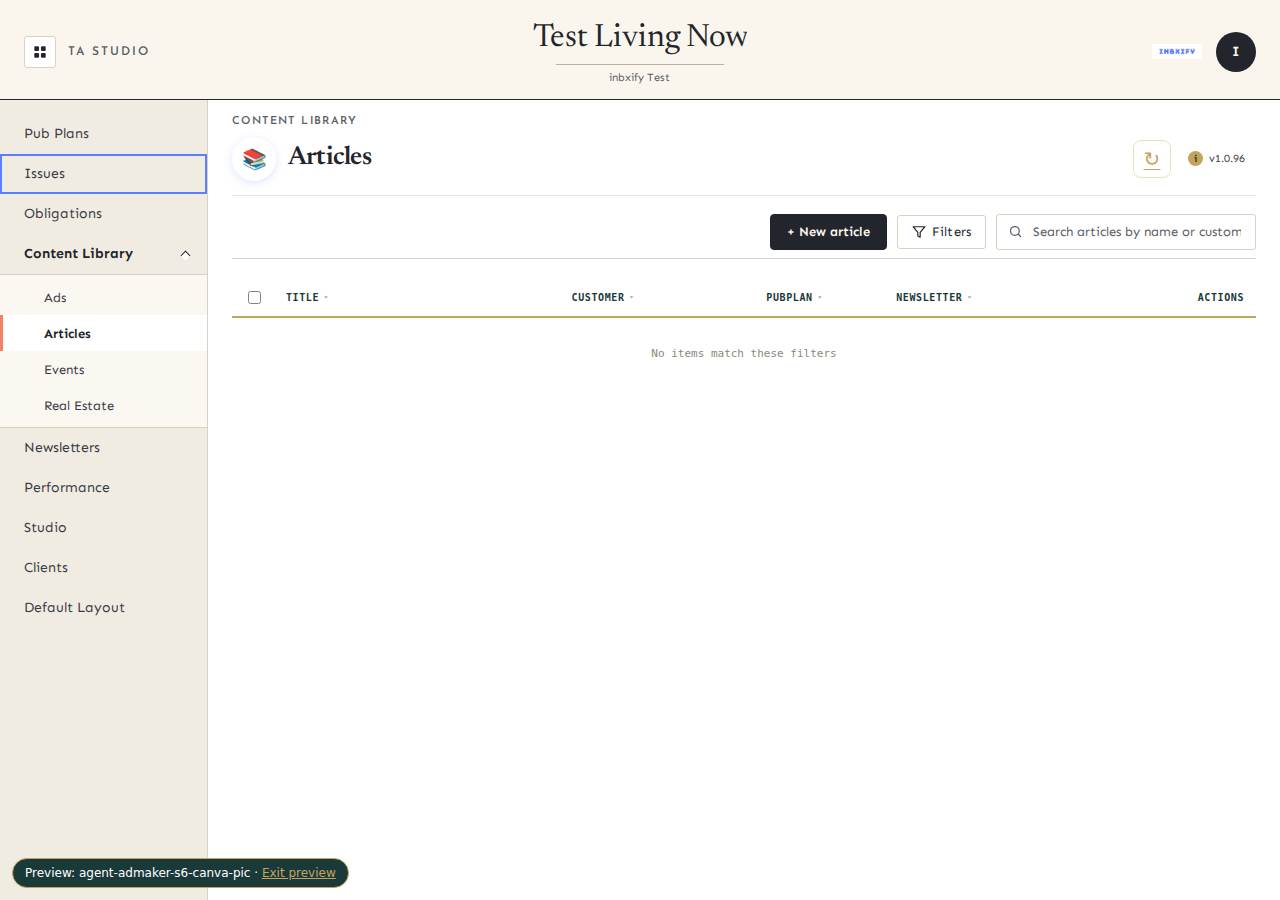 TA STUDIO
Test Living Now
inbxify Test
INBXIFY
I
Pub Plans
Issues
Obligations
Content Library
Ads
Articles
Events
Real Estate
Newsletters
Performance
Studio
Clients
Default Layout
CONTENT LIBRARY
Articles
v1.0.96
+ New article
Filters
Search articles by name or custom
TITLE
CUSTOMER
PUBPLAN
NEWSLETTER
ACTIONS
No items match these filters
Preview: agent-admaker-s6-canva-pic · Exit preview